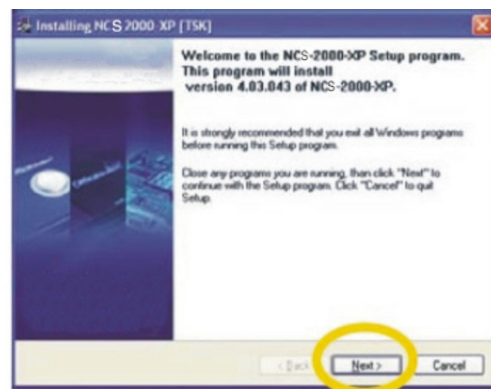 Installing NCS 2000-XP [TSK]
Welcome to the NCS-2000-XP Setup program.
This program will install
version 4.03.043 of NCS-2000-XP.
It is strongly recommended that you exit all Windows programs
before running this Setup program.
Close any programs you are running, than click "Next" to
continue with the Setup program. Click "Cancel" to quit
Setup.
< Back
Next >
Cancel